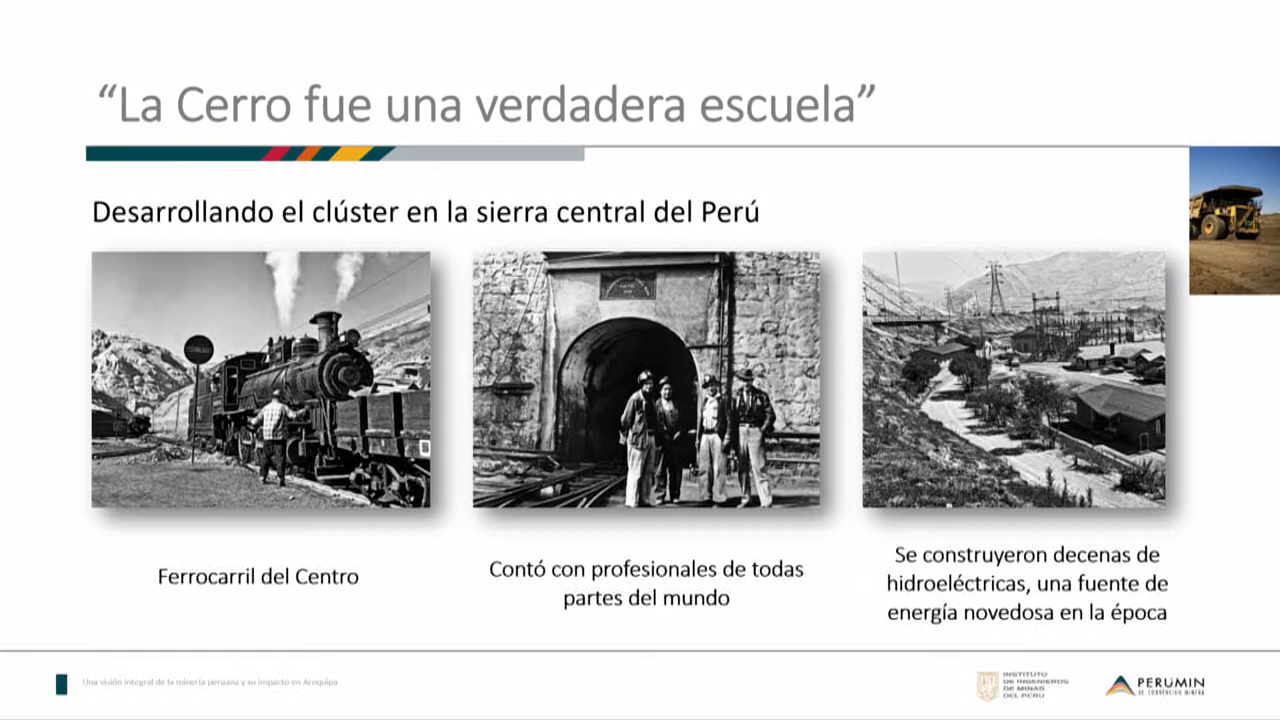 “La Cerro fue una verdadera escuela”
Desarrollando el clúster en la sierra central del Perú
Ferrocarril del Centro
Contó con profesionales de todas
partes del mundo
Se construyeron decenas de
hidroeléctricas, una fuente de
energía novedosa en la época
Una visión integral de la minería peruana y su impacto en Arequipa
INSTITUTO
DE INGENIEROS
DE MINAS
DEL PERÚ
PERUMIN
CONVENCIÓN MINERA